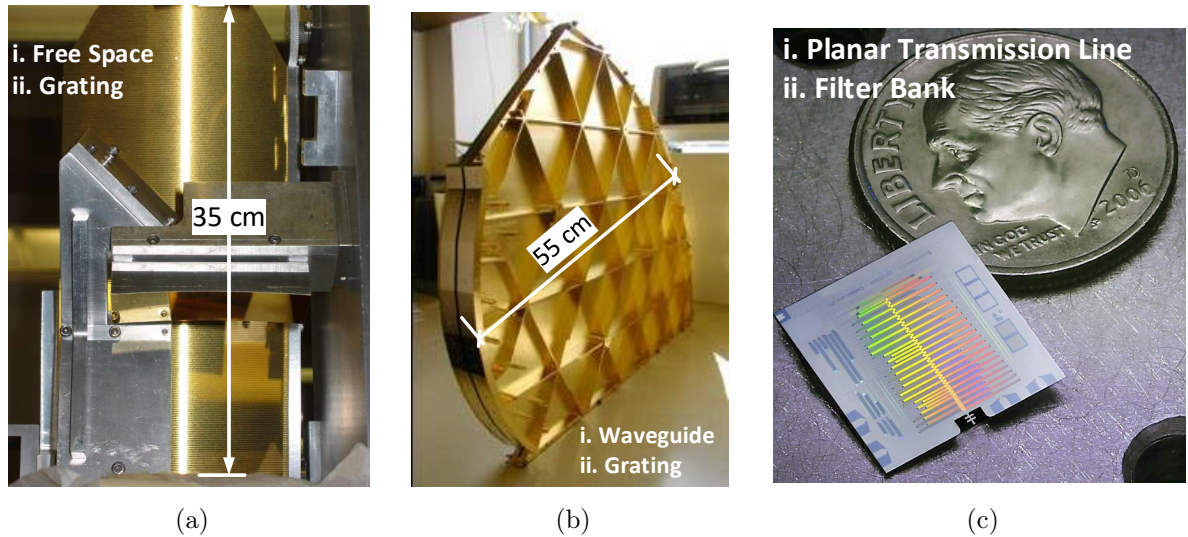 i. Free Space
ii. Grating
35 cm
(a)
55 cm
i. Waveguide
ii. Grating
(b)
i. Planar Transmission Line
ii. Filter Bank
LIBERTY
IN GOD
WE TRUST
2006
D
(c)